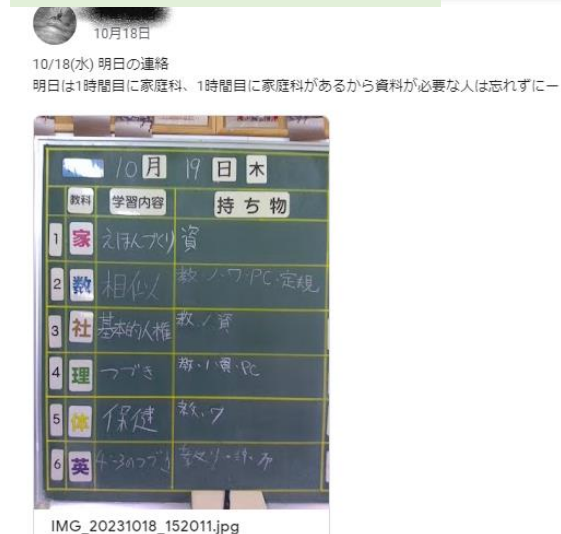 10月18日
10/18(水) 明日の連絡
明日は1時間目に家庭科、1時間目に家庭科があるから資料が必要な人は忘れずにー
10月 19日 木
教科 学習内容 持ち物
1 家 えほんづくり 資
2 数 相似 教・ノ・ワ・PC・定規
3 社 基本的人権 教・ノ・資
4 理 つづき 教・ノ・資・PC
5 体 保健 教・ワ
6 英 4-3のつづき
IMG_20231018_152011.jpg